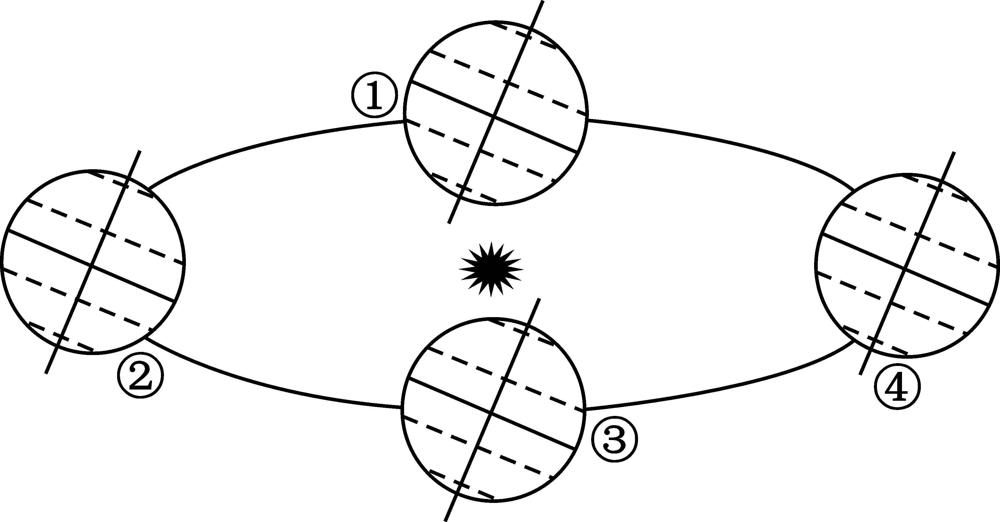 ①
②
③
④